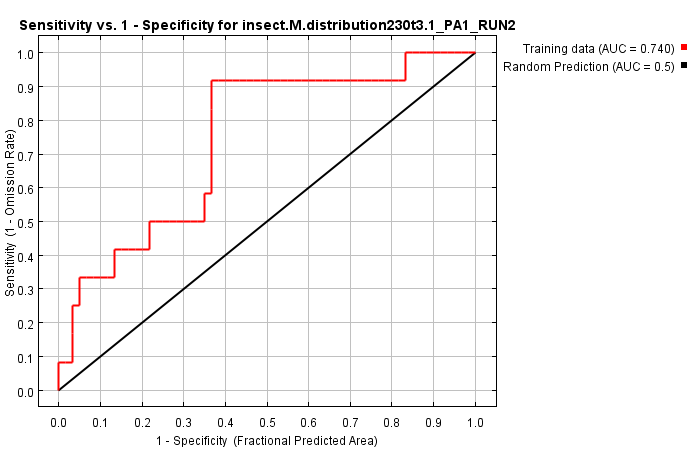 Sensitivity vs. 1 - Specificity for insect.M.distribution230t3.1_PA1_RUN2
Training data (AUC = 0.740)
Random Prediction (AUC = 0.5)
Sensitivity (1 - Omission Rate)
1.0
0.9
0.8
0.7
0.6
0.5
0.4
0.3
0.2
0.1
0.0
0.0 0.1 0.2 0.3 0.4 0.5 0.6 0.7 0.8 0.9 1.0
1 - Specificity (Fractional Predicted Area)